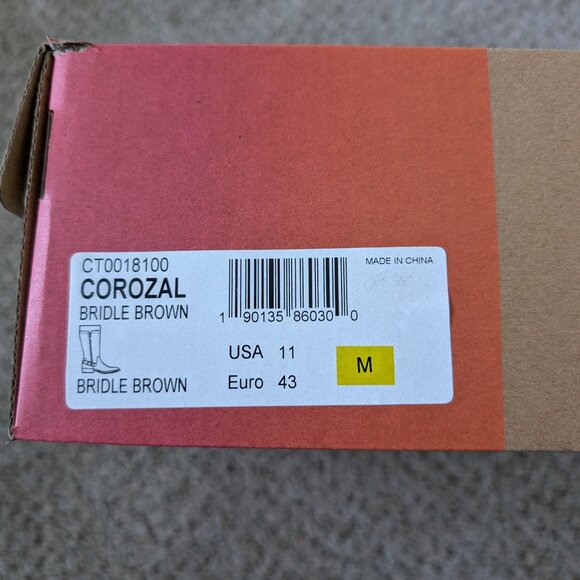 CT0018100
COROZAL
BRIDLE BROWN
BRIDLE BROWN
1 90135 86030 0
USA 11
Euro 43
M
MADE IN CHINA